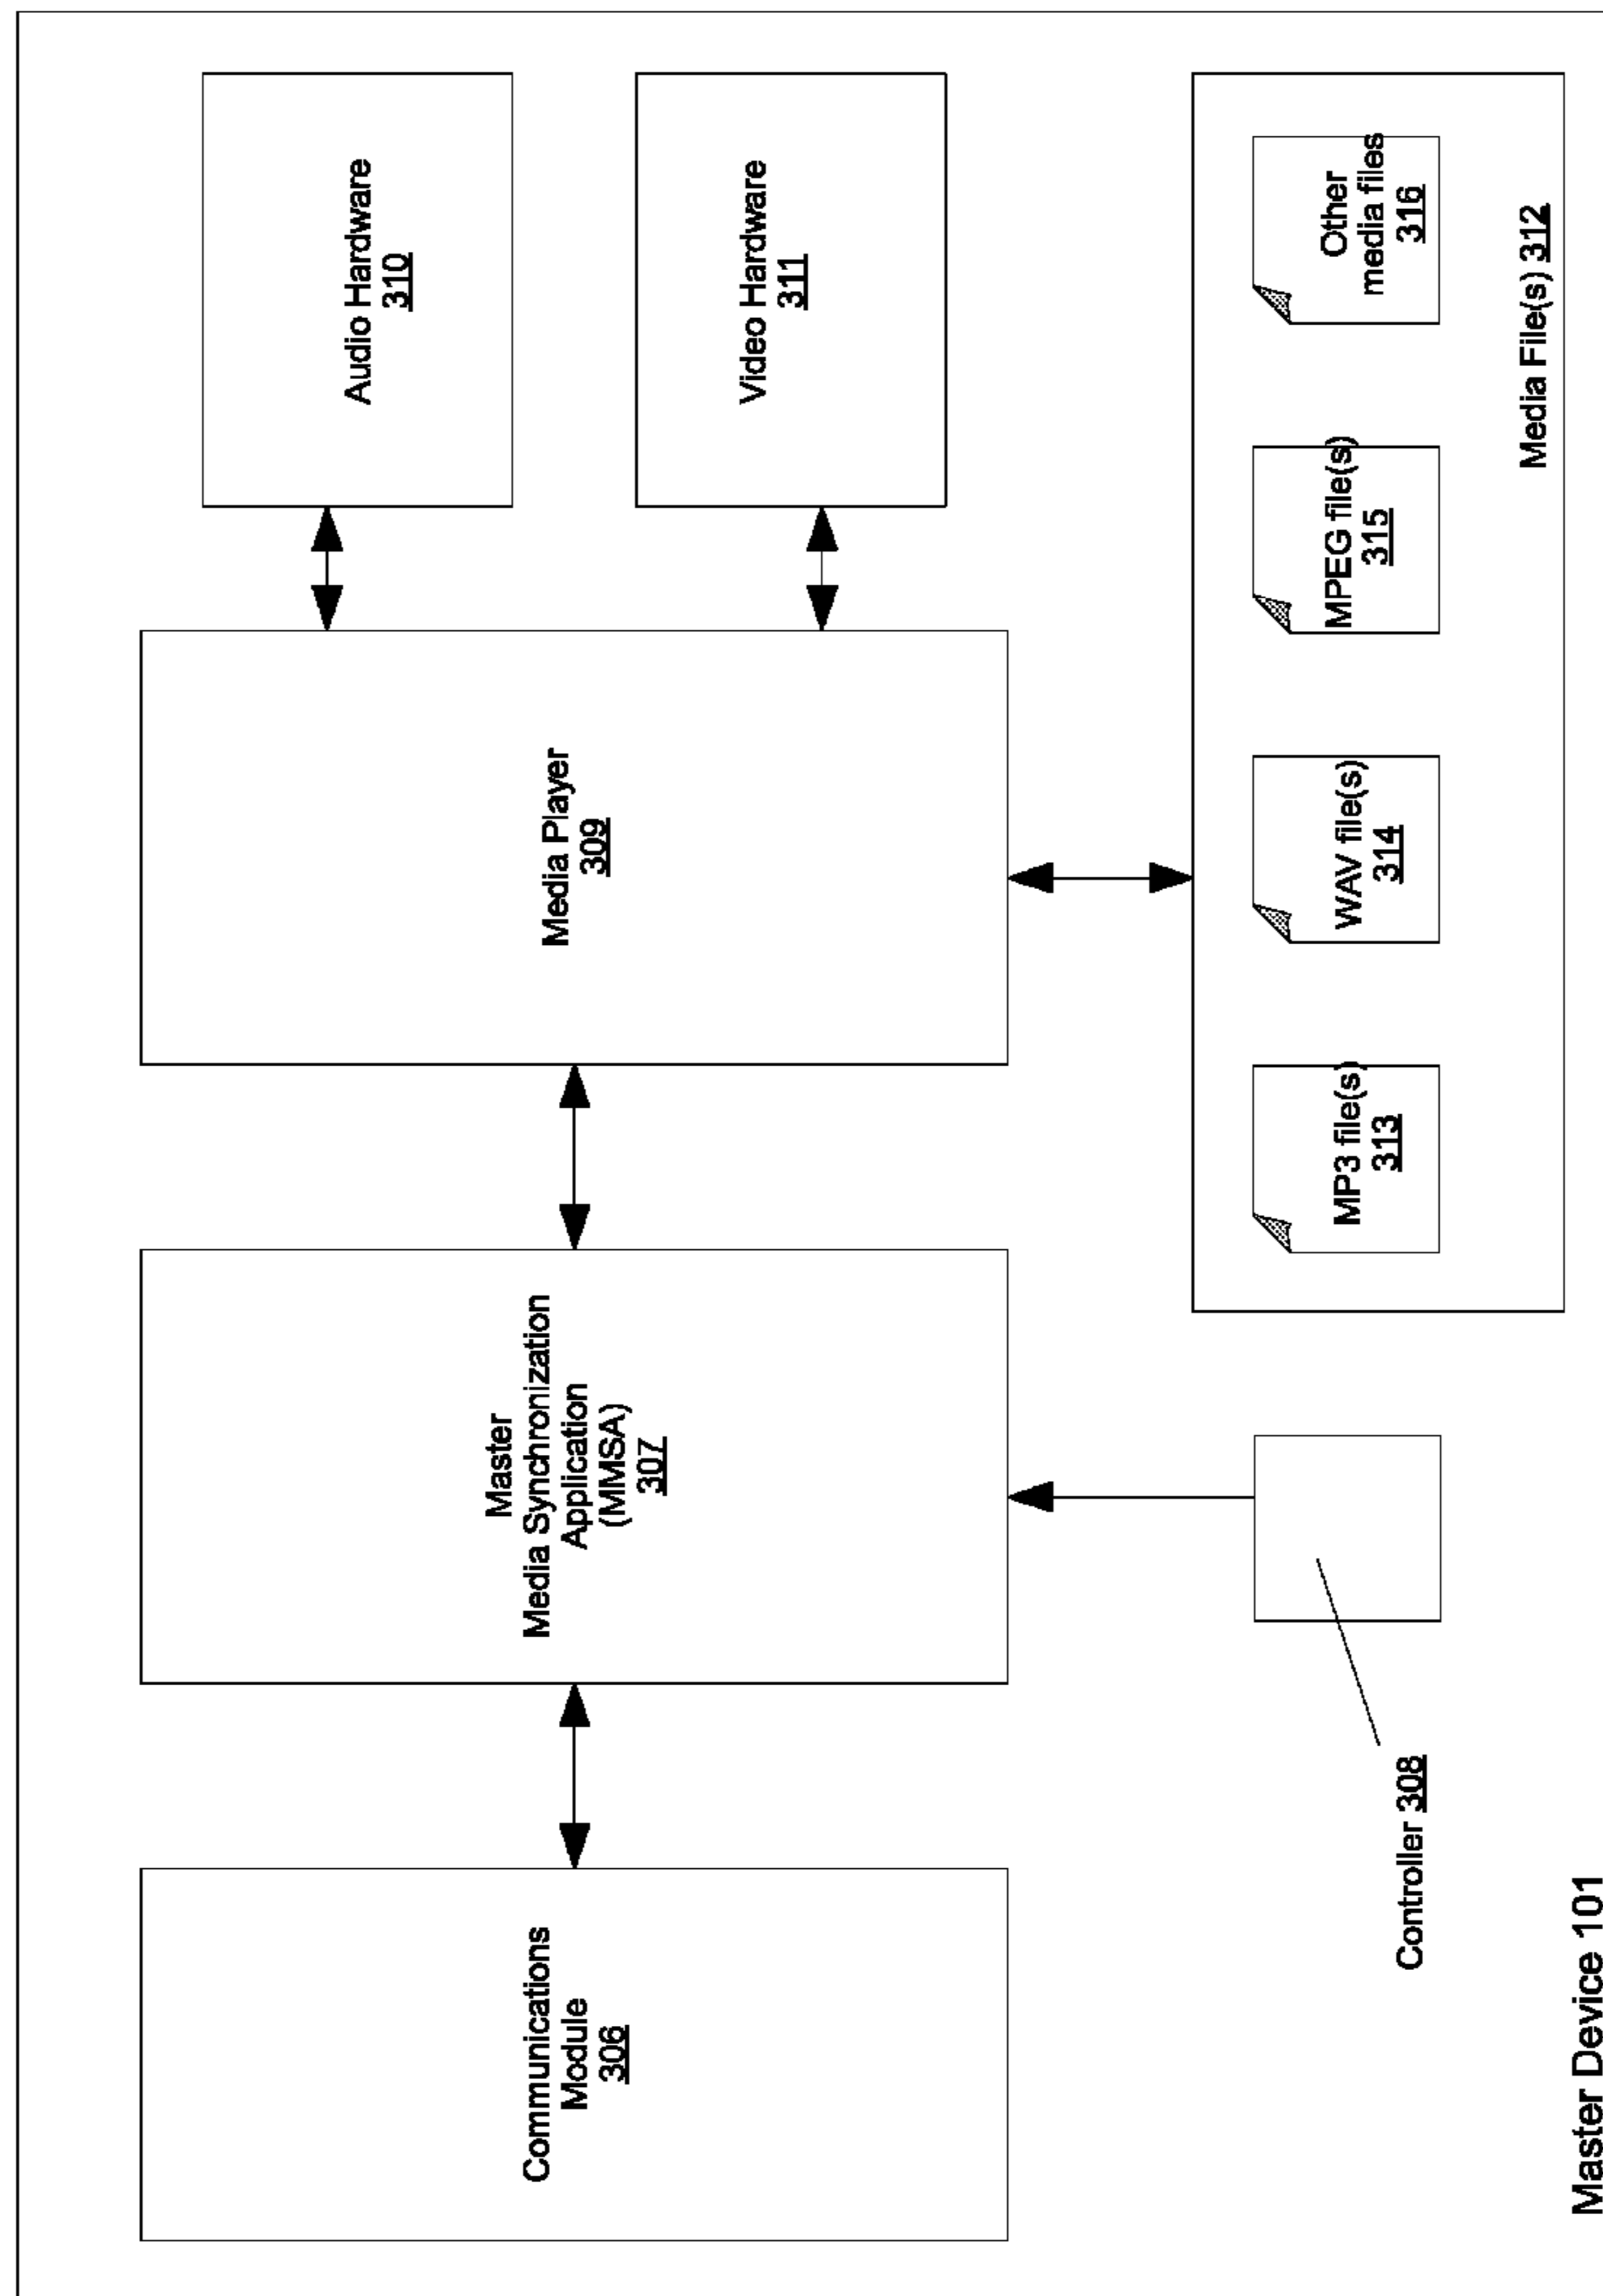 Communications
Module
306
Master
Media Synchronization
Application
(MMSA)
307
Media Player
309
Audio Hardware
310
Video Hardware
311
Controller 308
MP3 file(s)
313
WAV file(s)
314
MPEG file(s)
315
Other
media files
316
Media File(s) 312
Master Device 101